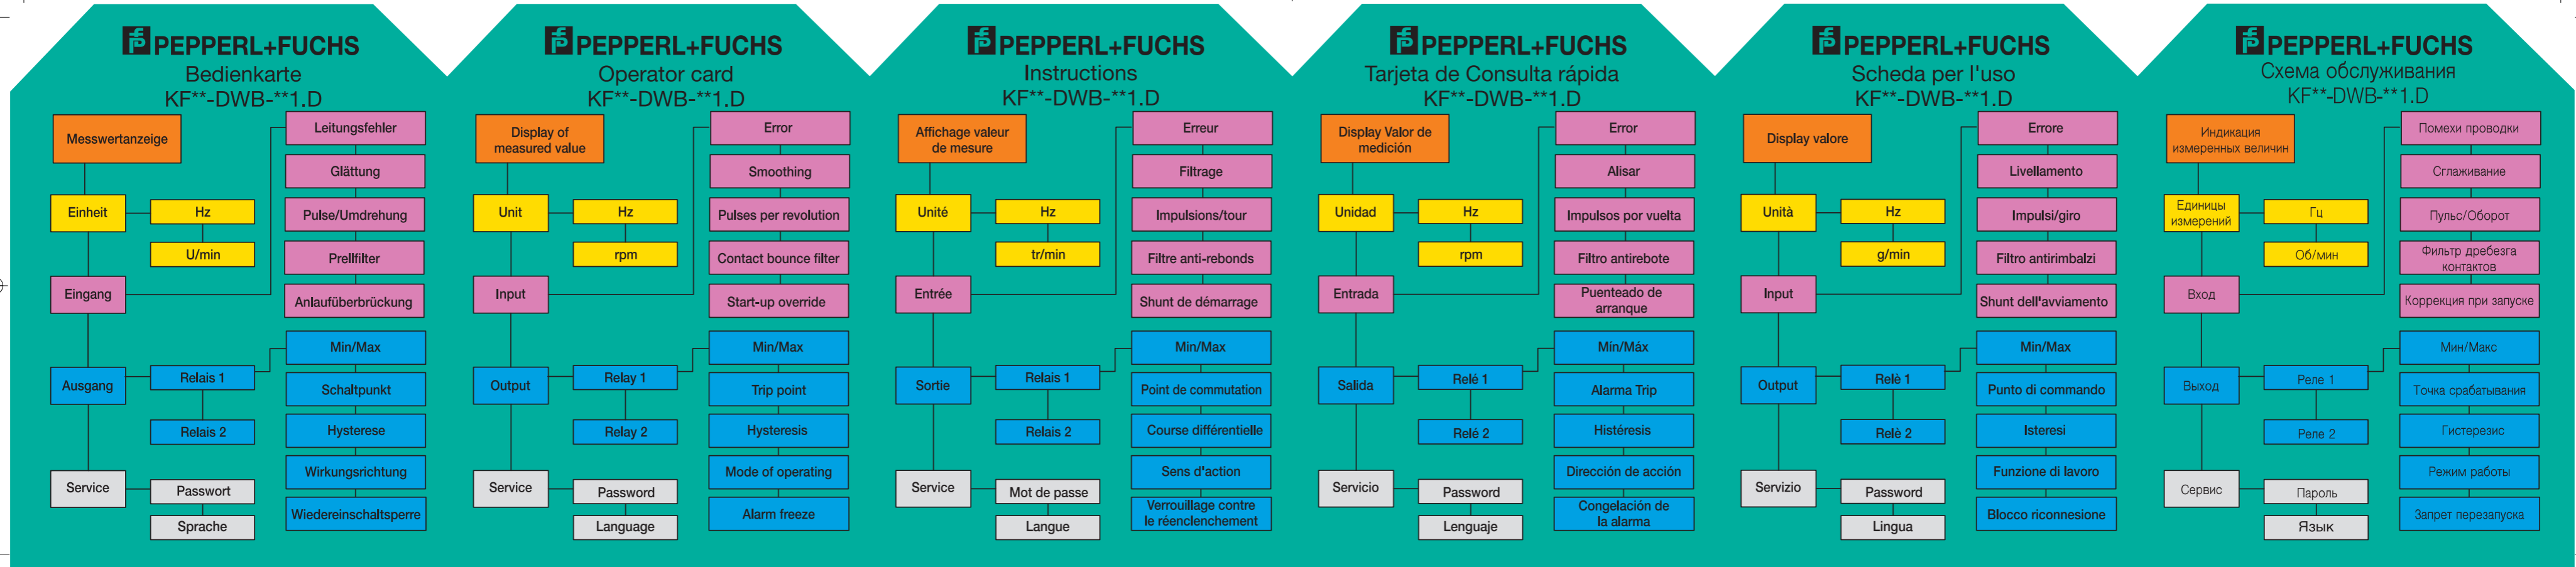 PEPPERL+FUCHS
Bedienkarte
KF**-DWB-**1.D
Messwertanzeige
Einheit
Hz
U/min
Eingang
Leitungsfehler
Glättung
Pulse/Umdrehung
Prellfilter
Anlaufüberbrückung
Ausgang
Relais 1
Relais 2
Min/Max
Schaltpunkt
Hysterese
Wirkungsrichtung
Wiedereinschaltsperre
Service
Passwort
Sprache
PEPPERL+FUCHS
Operator card
KF**-DWB-**1.D
Display of
measured value
Unit
Hz
rpm
Input
Error
Smoothing
Pulses per revolution
Contact bounce filter
Start-up override
Output
Relay 1
Relay 2
Min/Max
Trip point
Hysteresis
Mode of operating
Alarm freeze
Service
Password
Language
PEPPERL+FUCHS
Instructions
KF**-DWB-**1.D
Affichage valeur
de mesure
Unité
Hz
tr/min
Entrée
Erreur
Filtrage
Impulsions/tour
Filtre anti-rebonds
Shunt de démarrage
Sortie
Relais 1
Relais 2
Min/Max
Point de commutation
Course différentielle
Sens d'action
Verrouillage contre
le réenclenchement
Service
Mot de passe
Langue
PEPPERL+FUCHS
Tarjeta de Consulta rápida
KF**-DWB-**1.D
Display Valor de
medición
Unidad
Hz
rpm
Entrada
Error
Alisar
Impulsos por vuelta
Filtro antirebote
Puenteado de
arranque
Salida
Relé 1
Relé 2
Min/Máx
Alarma Trip
Histéresis
Dirección de acción
Congelación de
la alarma
Servicio
Password
Lenguaje
PEPPERL+FUCHS
Scheda per l'uso
KF**-DWB-**1.D
Display valore
Unità
Hz
g/min
Input
Errore
Livellamento
Impulsi/giro
Filtro antirimbalzi
Shunt dell'avviamento
Output
Relè 1
Relè 2
Min/Max
Punto di commando
Isteresi
Funzione di lavoro
Blocco riconnesione
Servizio
Password
Lingua
PEPPERL+FUCHS
Схема обслуживания
KF**-DWB-**1.D
Индикация
измеренных величин
Единицы
измерений
Гц
Об/мин
Вход
Помехи проводки
Сглаживание
Пульс/Оборот
Фильтр дребезга
контактов
Коррекция при запуске
Выход
Реле 1
Реле 2
Мин/Макс
Точка срабатывания
Гистерезис
Режим работы
Запрет перезапуска
Сервис
Пароль
Язык